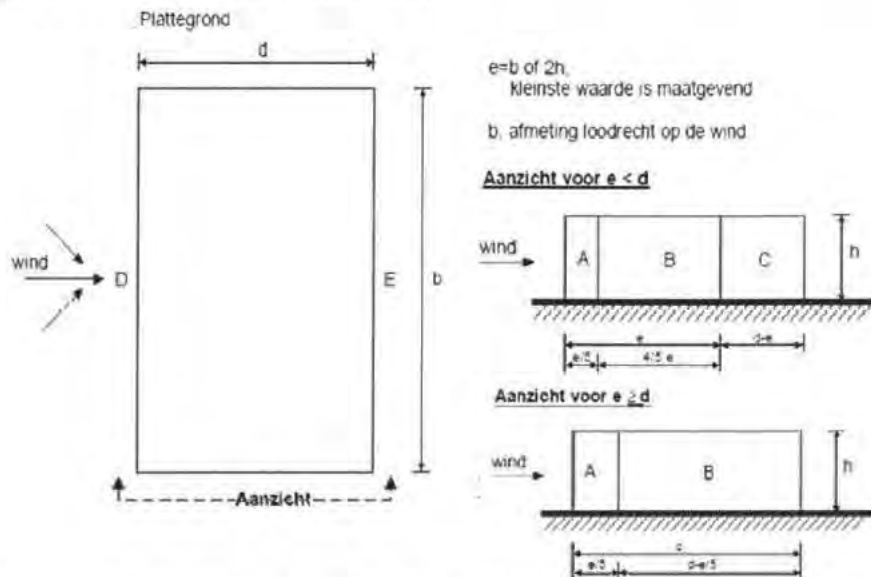 Plattegrond
d
e=b of 2h,
kleinste waarde is maatgevend
b, afmeting loodrecht op de wind
Aanzicht voor e < d
wind
A
B
C
h
wind
D
E
b
e
d-e
e/5
4/5 e
Aanzicht voor e ≥ d
wind
A
B
h
Aanzicht
d
e/5
d-e/5